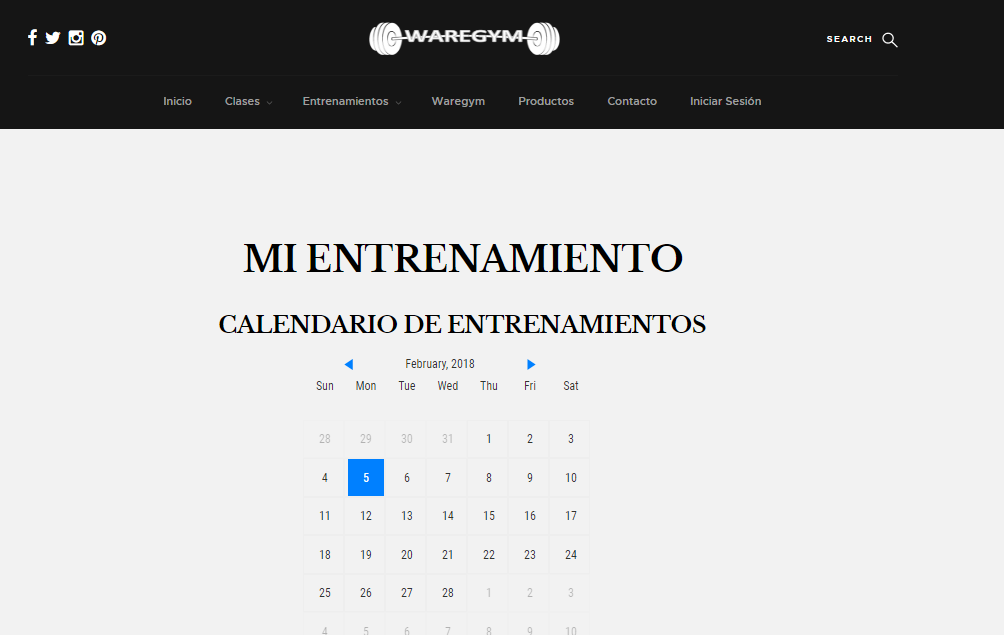 WAREGYM
SEARCH
Inicio Clases Entrenamientos Waregym Productos Contacto Iniciar Sesión
MI ENTRENAMIENTO
CALENDARIO DE ENTRENAMIENTOS
February, 2018
Sun Mon Tue Wed Thu Fri Sat
28 29 30 31 1 2 3
4 5 6 7 8 9 10
11 12 13 14 15 16 17
18 19 20 21 22 23 24
25 26 27 28 1 2 3
4 5 6 7 8 9 10